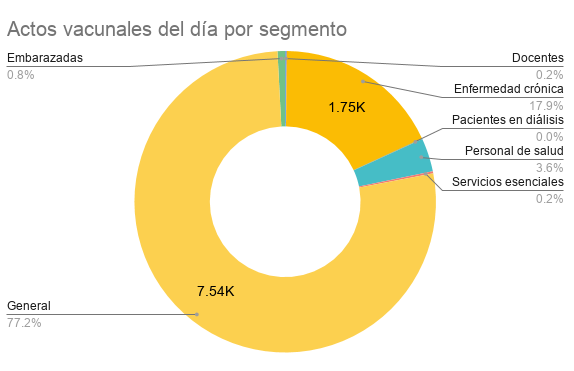 Actos vacunales del día por segmento
Embarazadas
0.8%
Docentes
0.2%
Enfermedad crónica
17.9%
Pacientes en diálisis
0.0%
Personal de salud
3.6%
Servicios esenciales
0.2%
1.75K
7.54K
General
77.2%